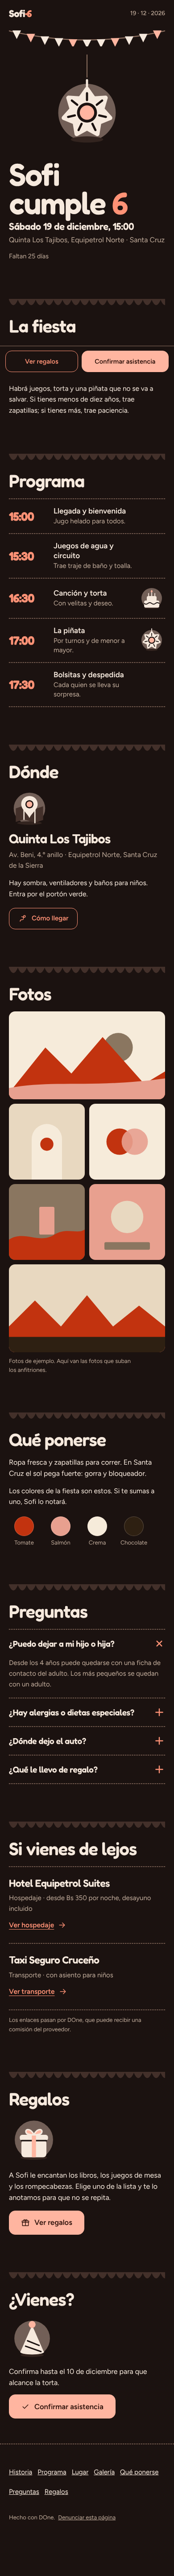 Sofi·6
19 · 12 · 2026
Sofi
cumple 6
Sábado 19 de diciembre, 15:00
Quinta Los Tajibos, Equipetrol Norte · Santa Cruz
Faltan 25 días
La fiesta
Ver regalos
Confirmar asistencia
Habrá juegos, torta y una piñata que no se va a
salvar. Si tienes menos de diez años, trae
zapatillas; si tienes más, trae paciencia.
Programa
15:00
Llegada y bienvenida
Jugo helado para todos.
15:30
Juegos de agua y
circuito
Trae traje de baño y toalla.
16:30
Canción y torta
Con velitas y deseo.
17:00
La piñata
Por turnos y de menor a
mayor.
17:30
Bolsitas y despedida
Cada quien se lleva su
sorpresa.
Dónde
Quinta Los Tajibos
Av. Beni, 4.º anillo · Equipetrol Norte, Santa Cruz
de la Sierra
Hay sombra, ventiladores y baños para niños.
Entra por el portón verde.
Cómo llegar
Fotos
Fotos de ejemplo. Aquí van las fotos que suban
los anfitriones.
Qué ponerse
Ropa fresca y zapatillas para correr. En Santa
Cruz el sol pega fuerte: gorra y bloqueador.
Los colores de la fiesta son estos. Si te sumas a
uno, Sofi lo notará.
Tomate
Salmón
Crema
Chocolate
Preguntas
¿Puedo dejar a mi hijo o hija?
Desde los 4 años puede quedarse con una ficha de
contacto del adulto. Los más pequeños se quedan
con un adulto.
¿Hay alergias o dietas especiales?
¿Dónde dejo el auto?
¿Qué le llevo de regalo?
Si vienes de lejos
Hotel Equipetrol Suites
Hospedaje · desde Bs 350 por noche, desayuno
incluido
Ver hospedaje
Taxi Seguro Cruceño
Transporte · con asiento para niños
Ver transporte
Los enlaces pasan por DOne, que puede recibir una
comisión del proveedor.
Regalos
A Sofi le encantan los libros, los juegos de mesa
y los rompecabezas. Elige uno de la lista y te lo
anotamos para que no se repita.
Ver regalos
¿Vienes?
Confirma hasta el 10 de diciembre para que
alcance la torta.
Confirmar asistencia
Historia Programa Lugar Galería Qué ponerse
Preguntas Regalos
Hecho con DOne. Denunciar esta página